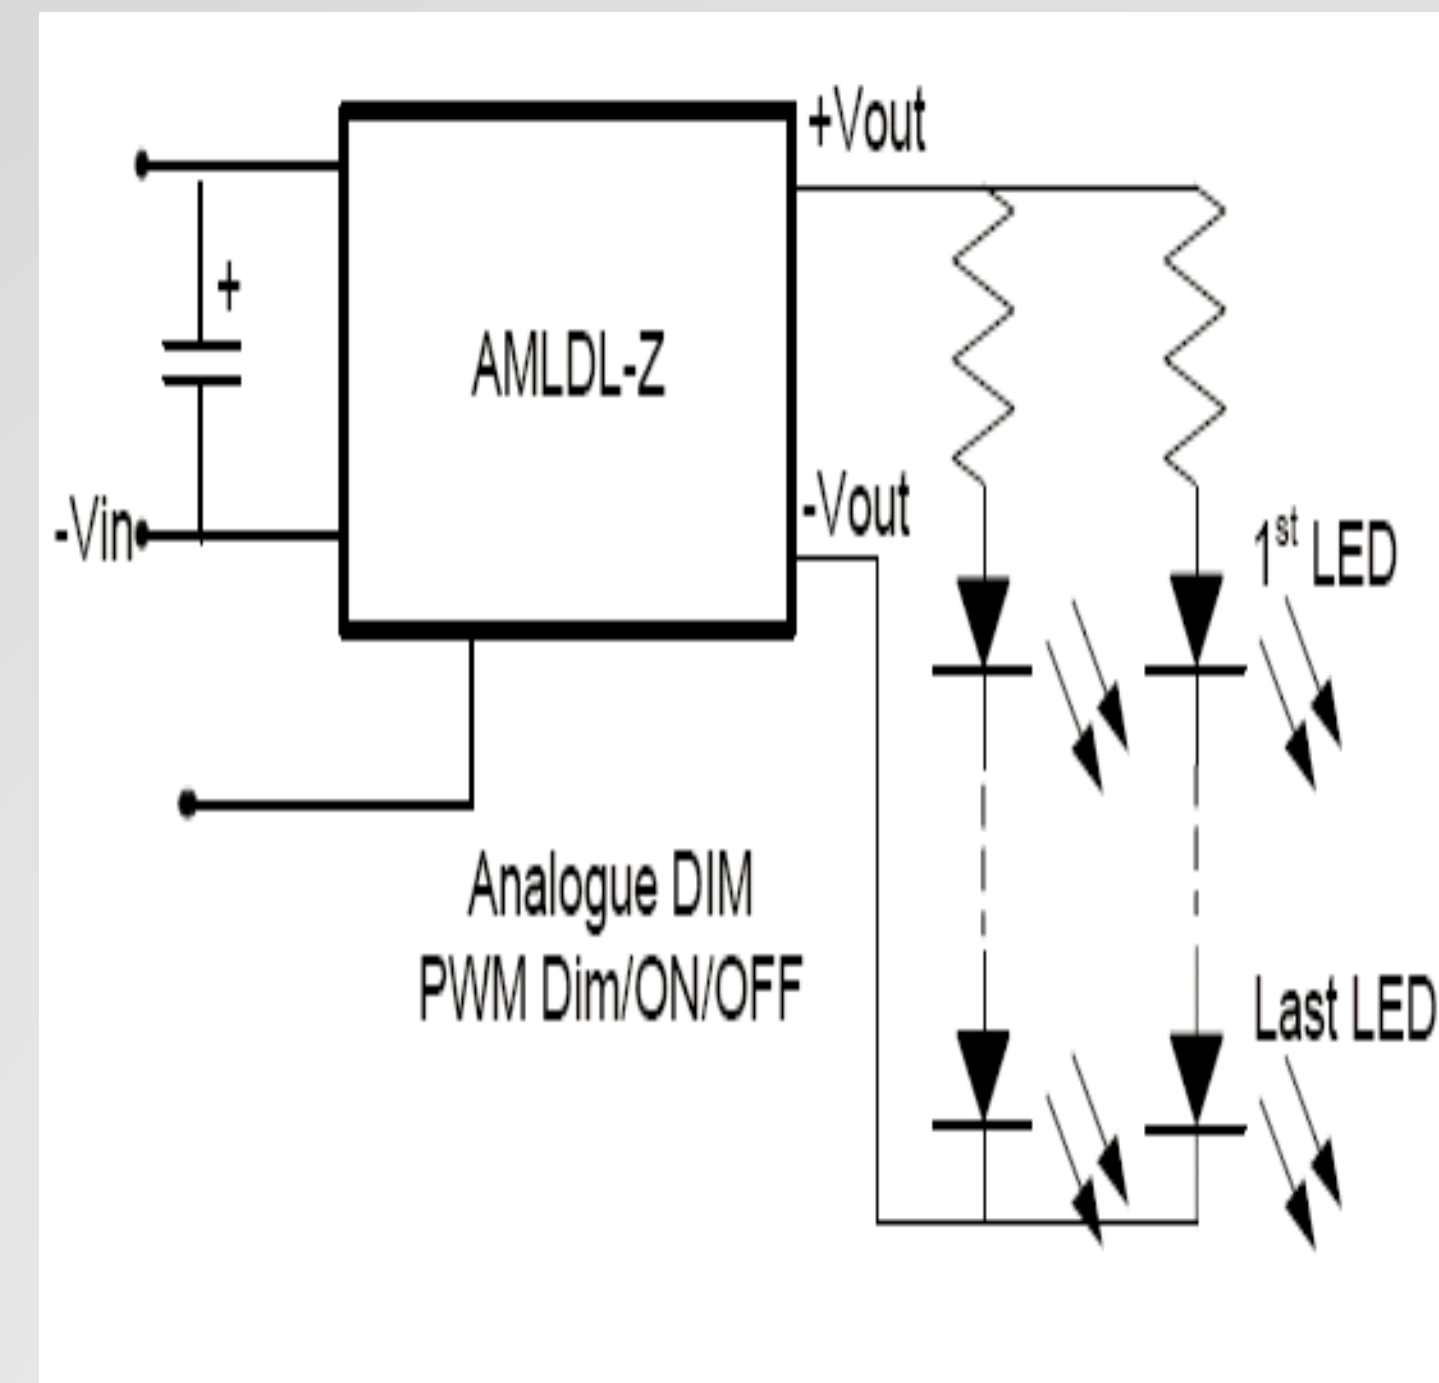 +Vout
+
AMLDL-Z
-Vin
-Vout
1st LED
Analogue DIM
PWM Dim/ON/OFF
Last LED